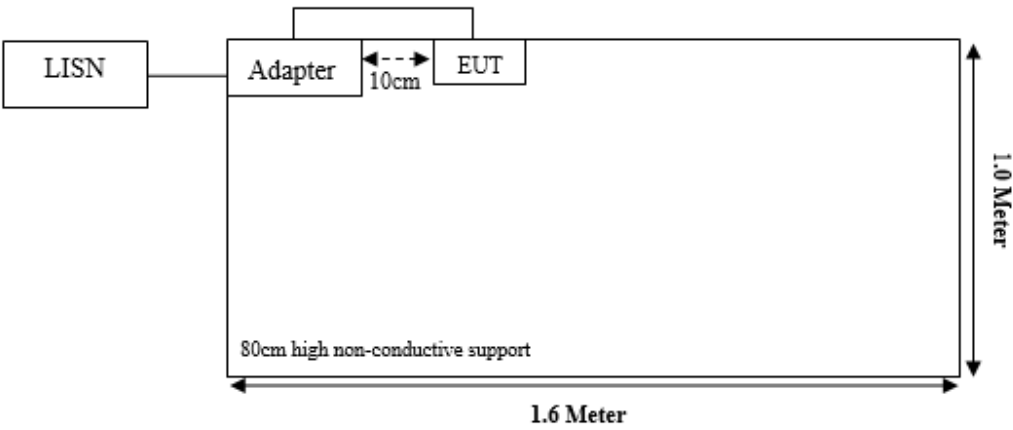 LISN
Adapter
10cm
EUT
1.0 Meter
80cm high non-conductive support
1.6 Meter